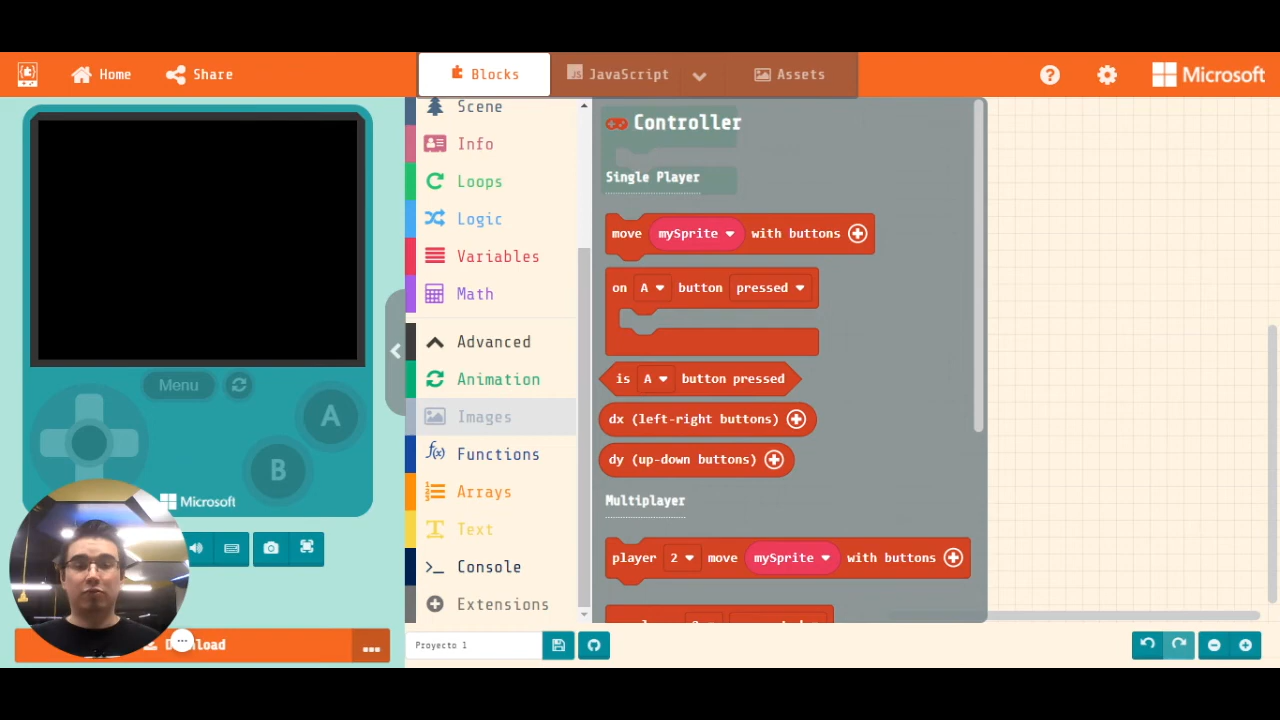 Home
Share
Blocks
JavaScript
Assets
Microsoft
Scene
Info
Loops
Logic
Variables
Math
Advanced
Animation
Images
Functions
Arrays
Text
Console
Extensions
Controller
Single Player
move mySprite with buttons
on A button pressed
is A button pressed
dx (left-right buttons)
dy (up-down buttons)
Multiplayer
player 2 move mySprite with buttons
Menu
A
B
Microsoft
Proyecto 1